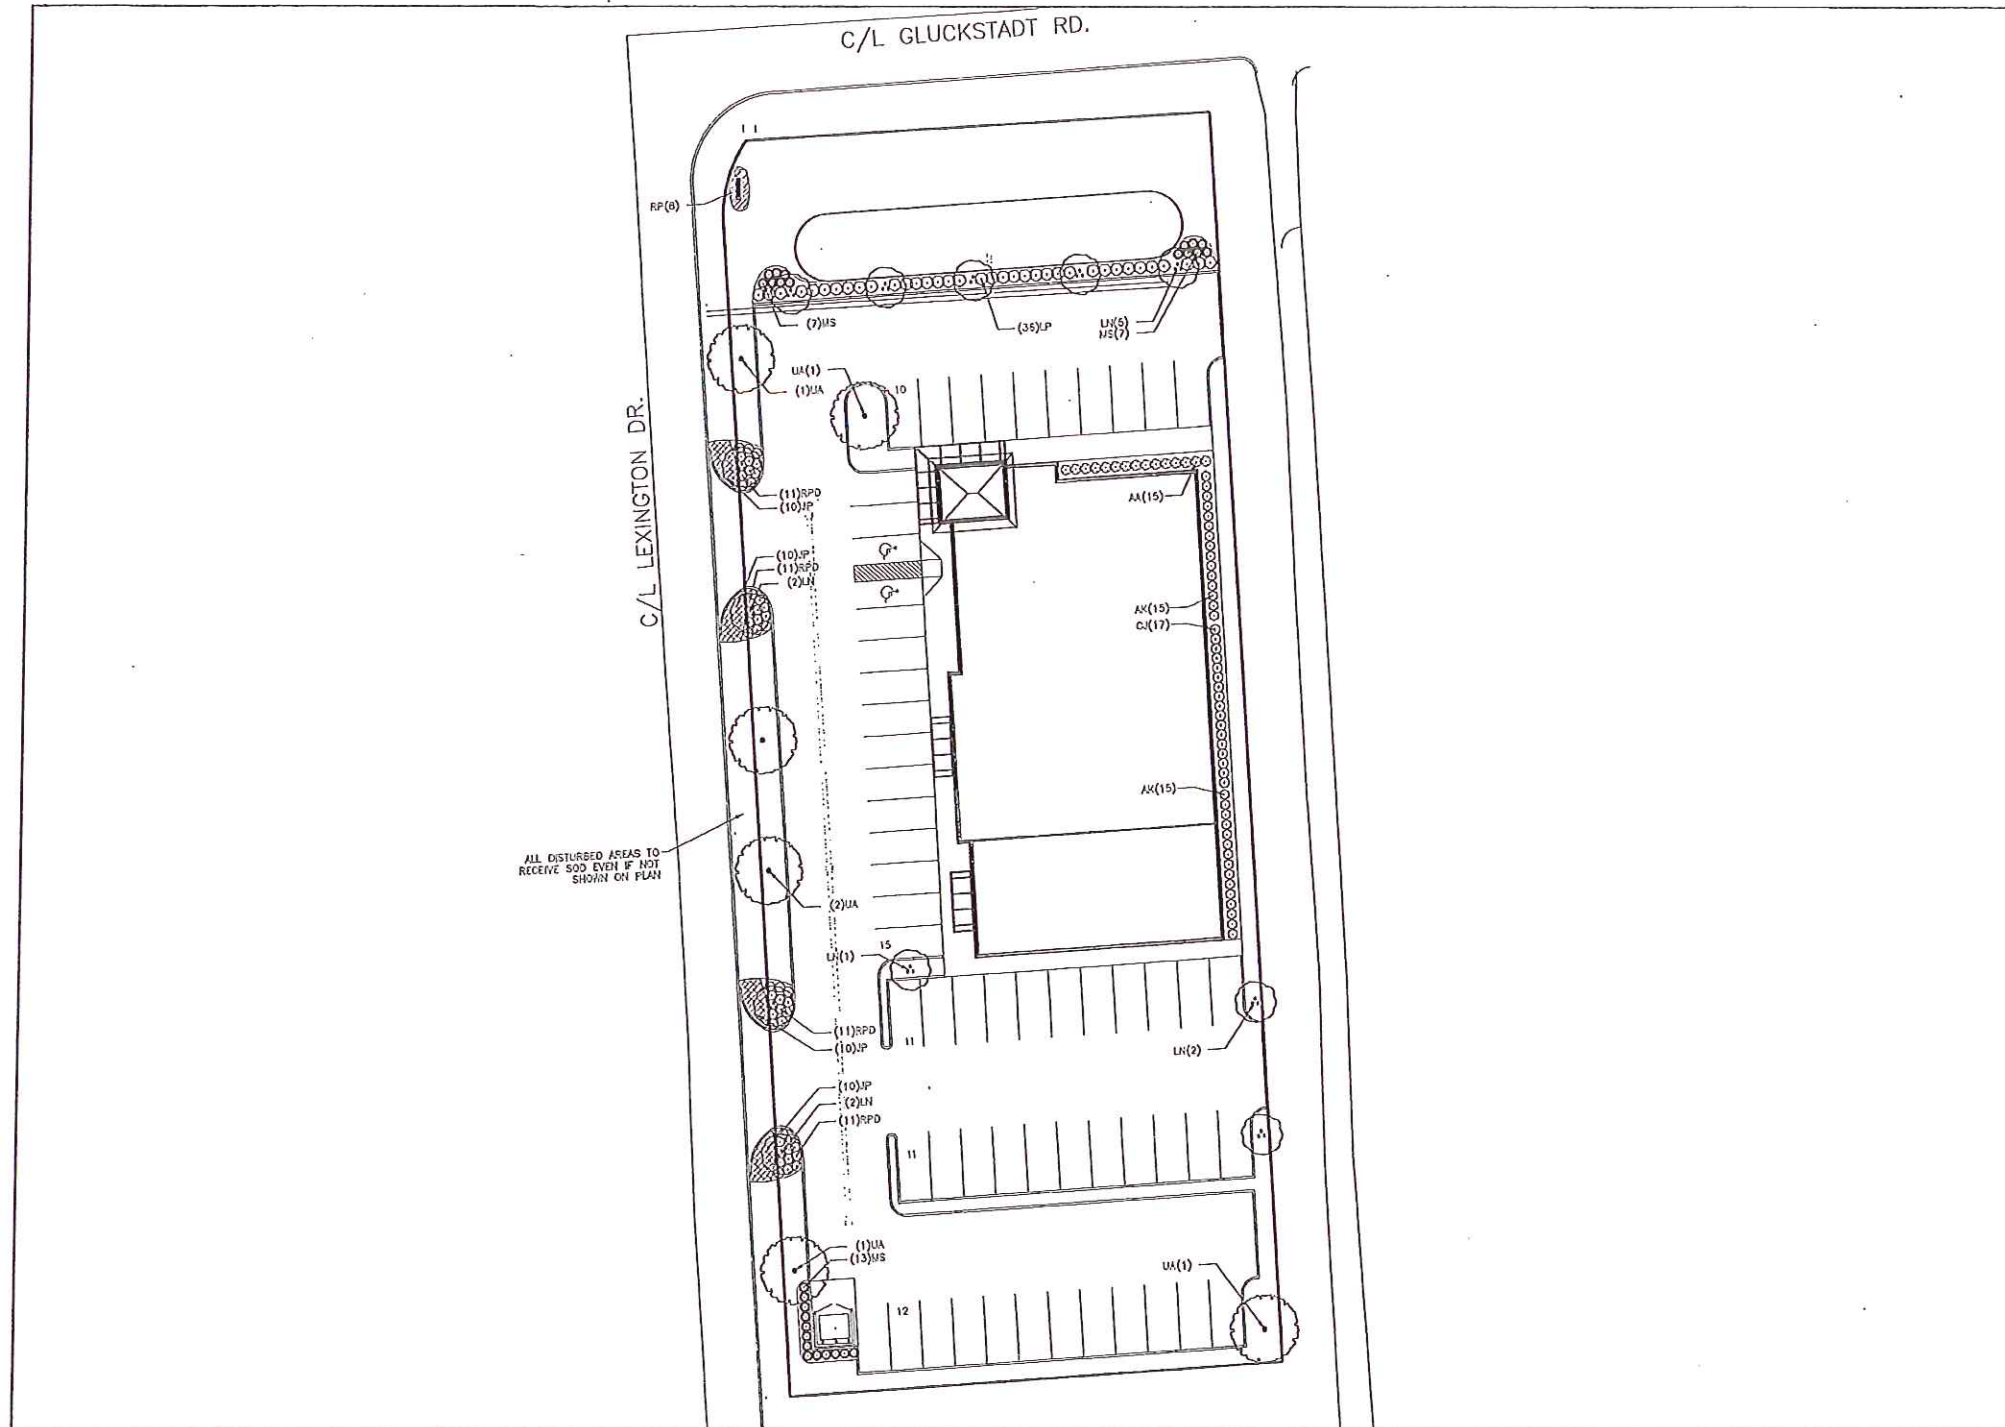 C/L GLUCKSTADT RD.
RP(6)
(7)MS
(35)LP
LN(5)
MS(7)
UA(1)
(1)UA
10
C/L LEXINGTON DR.
(11)RPD
(10)JP
AA(15)
(10)JP
(11)RPD
(2)LN
AK(15)
CJ(17)
AK(15)
ALL DISTURBED AREAS TO
RECEIVE SOD EVEN IF NOT
SHOWN ON PLAN
(2)UA
15
LN(1)
(11)RPD
(10)JP
11
LN(2)
(10)JP
(2)LN
(11)RPD
11
(1)UA
(13)MS
UA(1)
12